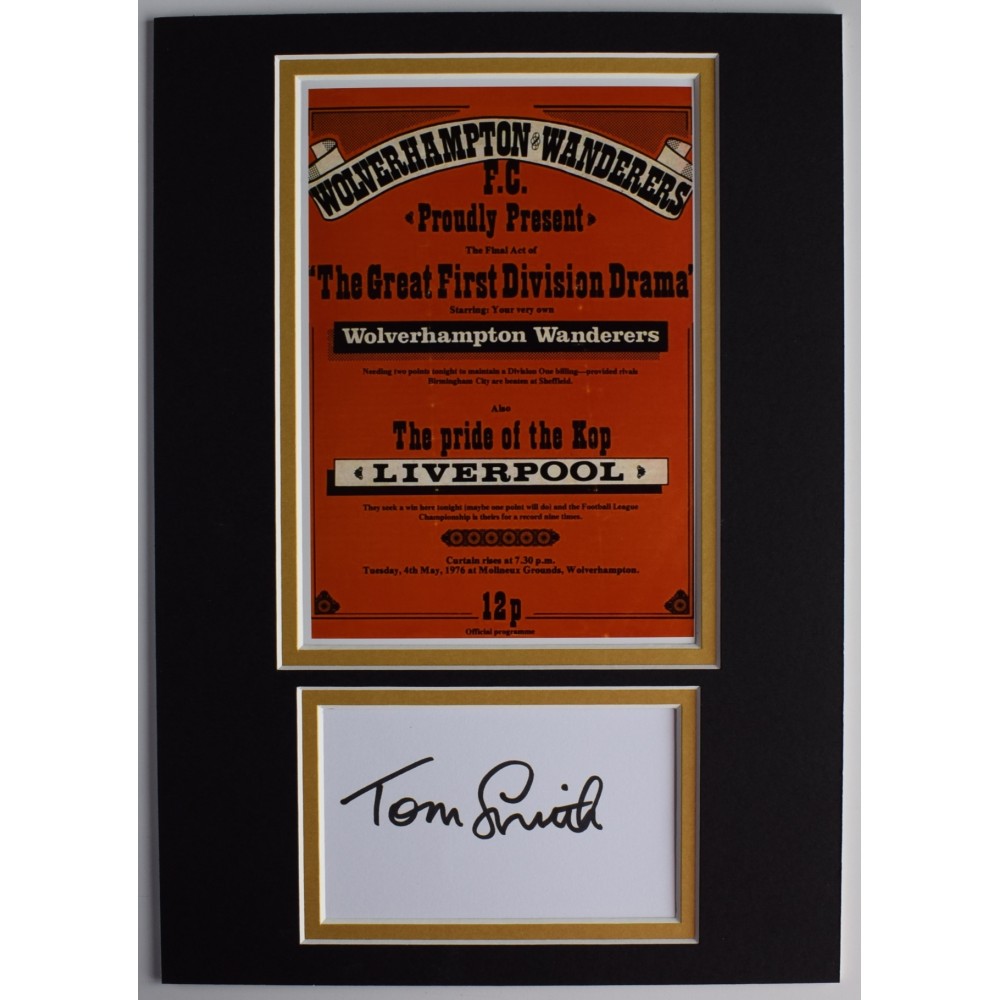 WOLVERHAMPTON WANDERERS
F.C.
Proudly Present
The Final Act of
'The Great First Division Drama'
Starring: Your very own
Wolverhampton Wanderers
Needing two points tonight to maintain a Division One billing—provided rivals
Birmingham City are beaten at Sheffield.
Also
The pride of the Kop
LIVERPOOL
They seek a win here tonight (maybe one point will do) and the Football League
Championship is theirs for a record nine times.
Curtain rises at 7.30 p.m.
Tuesday, 4th May, 1976 at Molineux Grounds, Wolverhampton.
12p
Official programme
Tom Smith